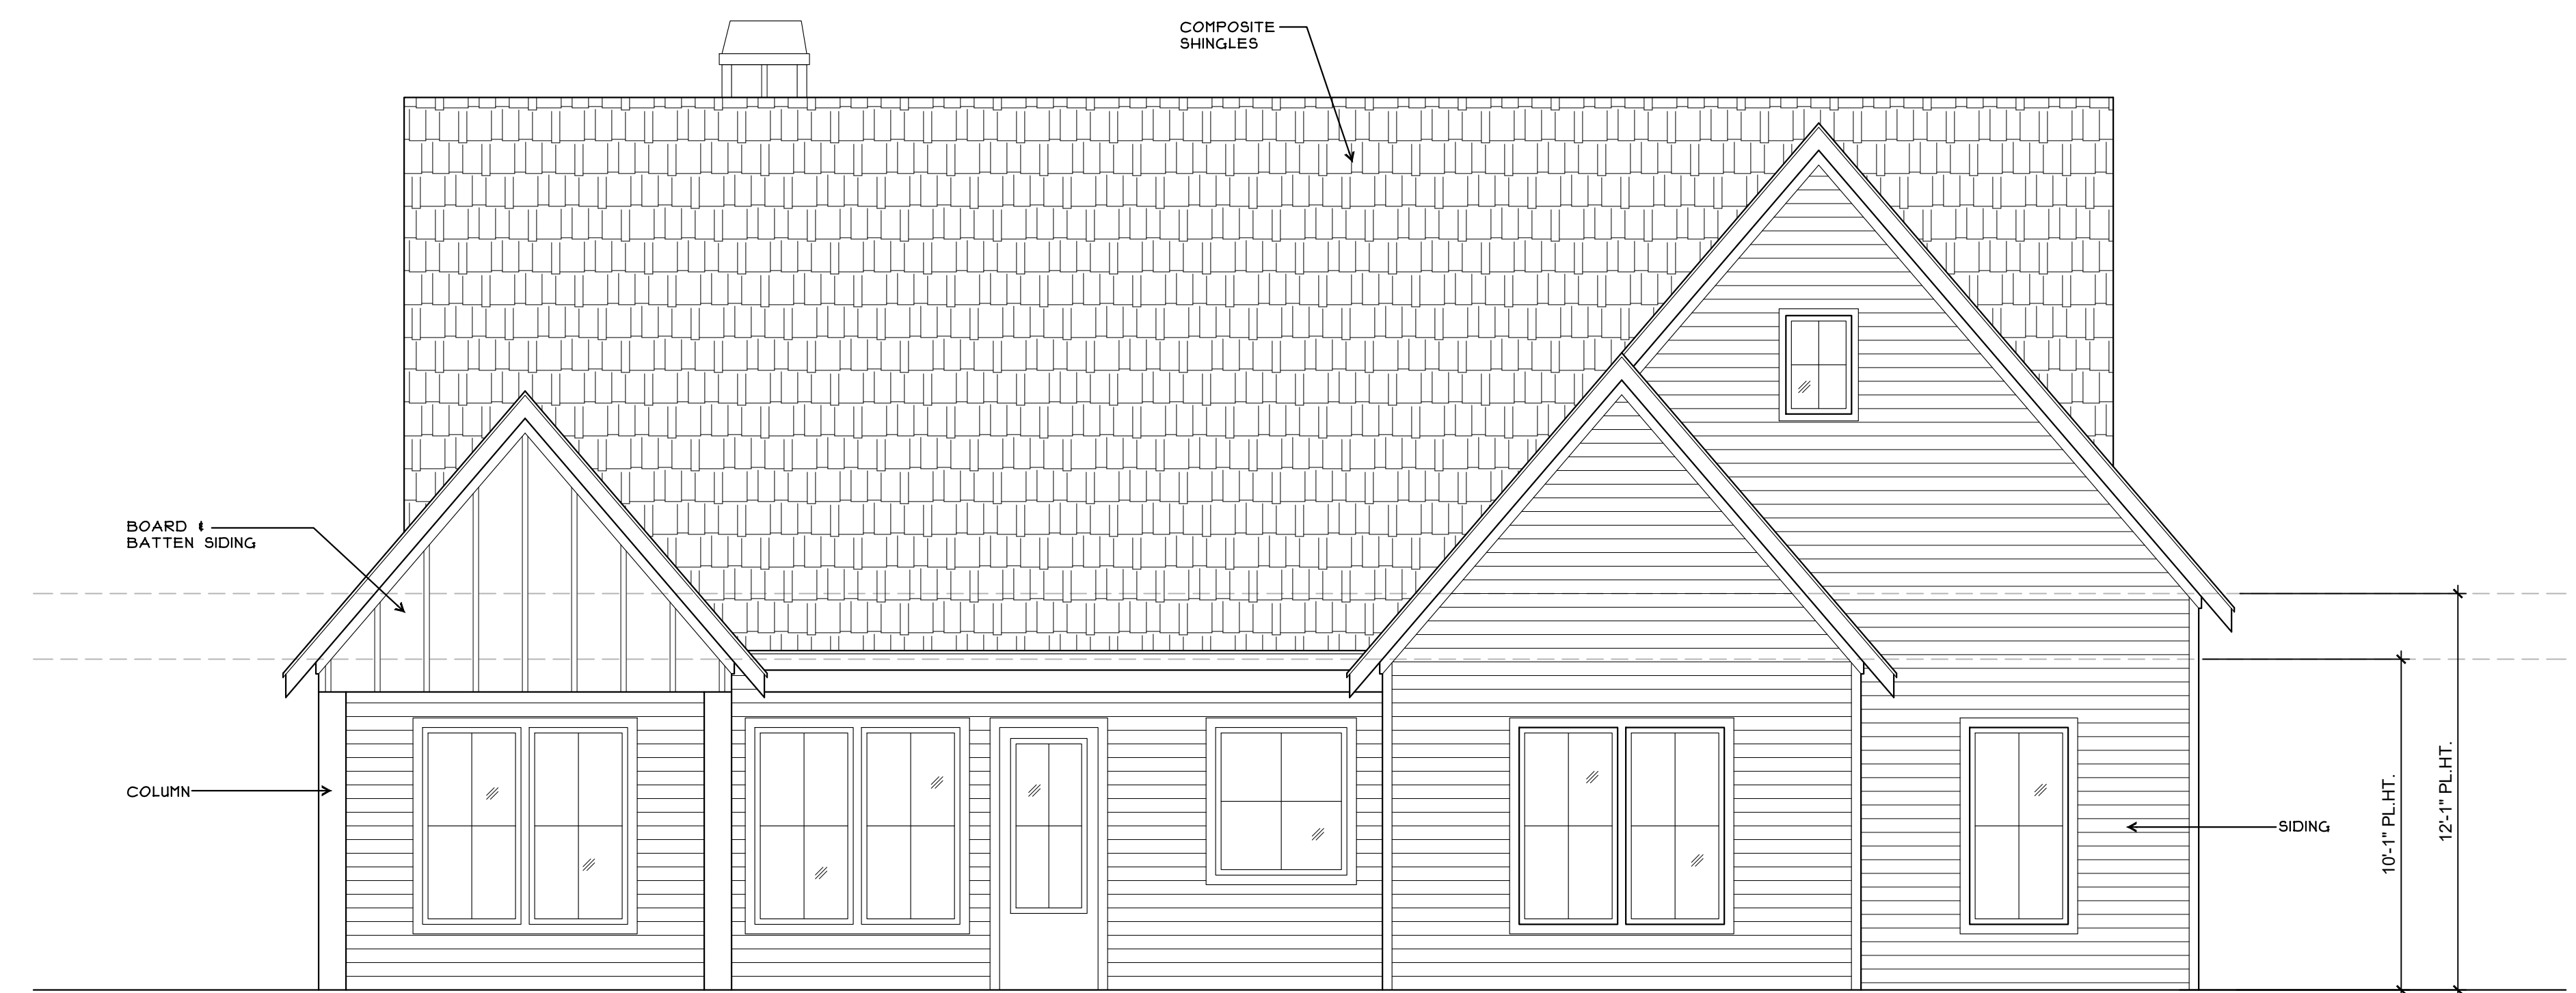 COMPOSITE
SHINGLES
BOARD &
BATTEN SIDING
COLUMN
SIDING
10'-1" PL.HT.
12'-1" PL.HT.